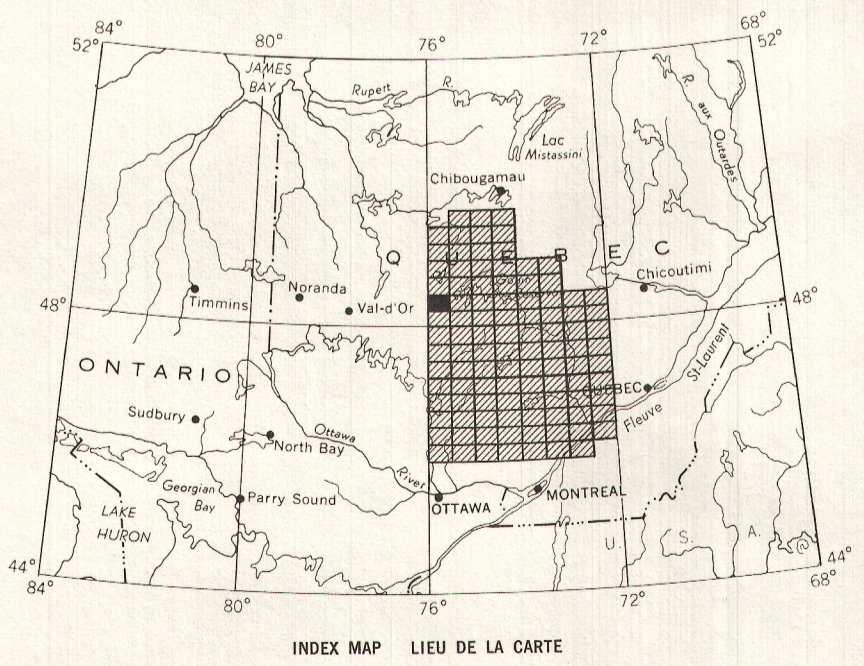 84°
80°
76°
72°
68°
52°
52°
JAMES
BAY
Rupert R.
R. aux Outardes
Lac
Mistassini
Chibougamau
Q U E B E C
Chicoutimi
Timmins
Noranda
Val-d'Or
48°
48°
ONTARIO
St-Laurent
QUEBEC
Fleuve
Sudbury
North Bay
Ottawa
River
Georgian
Bay
Parry Sound
OTTAWA
MONTREAL
LAKE
HURON
U. S. A.
44°
44°
84°
80°
76°
72°
68°
INDEX MAP LIEU DE LA CARTE